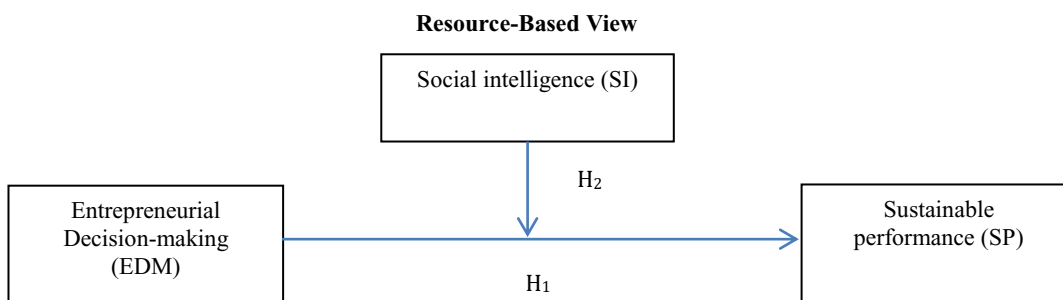 Resource-Based View
Social intelligence (SI)
H2
Entrepreneurial
Decision-making
(EDM)
Sustainable
performance (SP)
H1